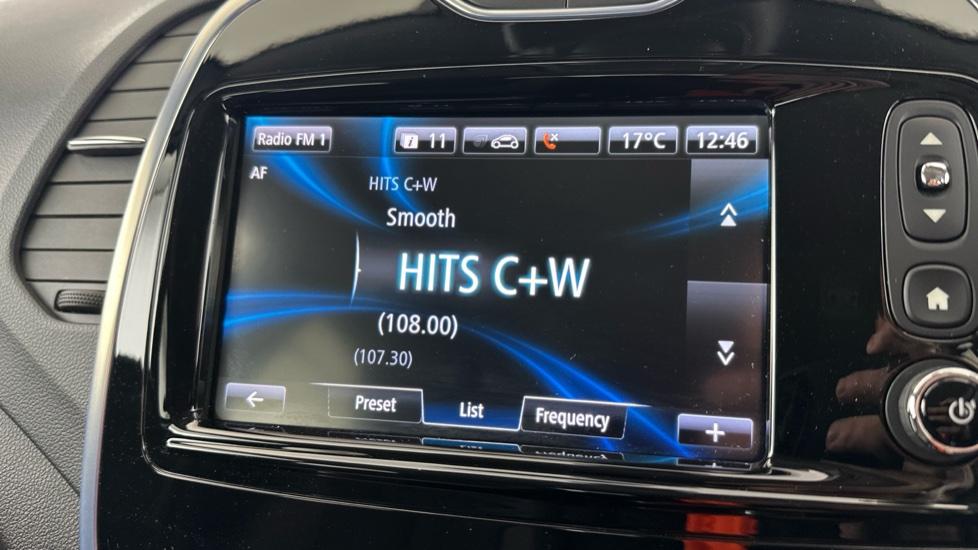 Radio FM 1
i 11
17°C
12:46
AF
HITS C+W
Smooth
HITS C+W
(108.00)
(107.30)
Preset
List
Frequency
+